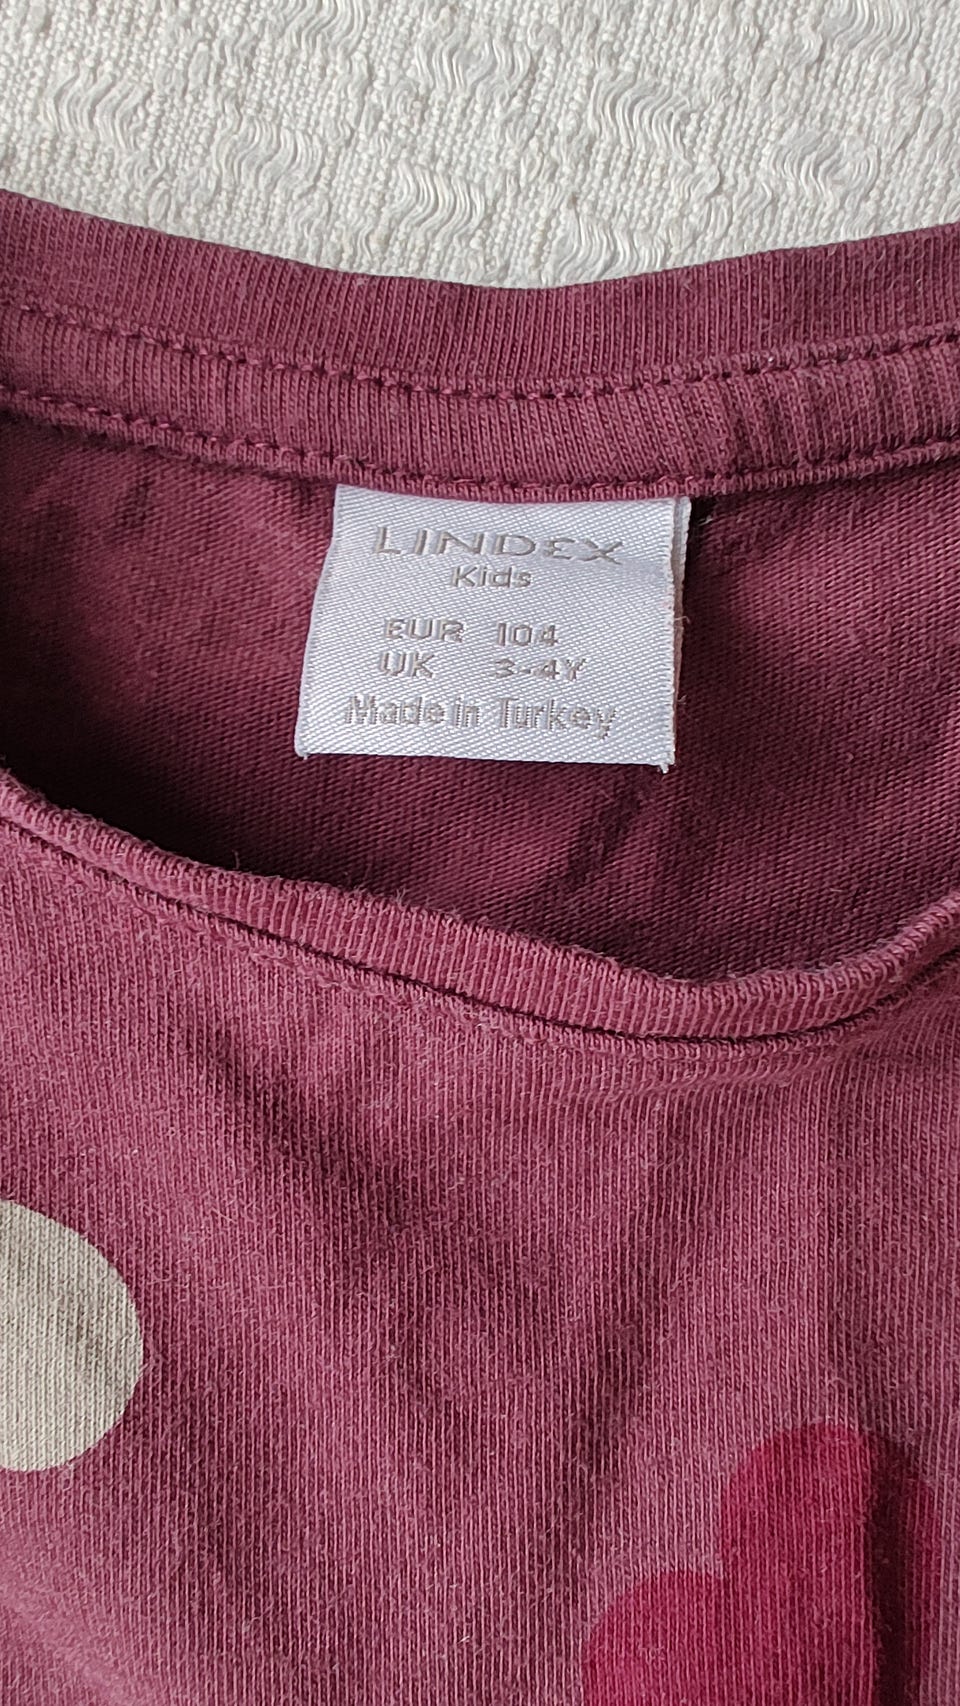 LINDEX
Kids
EUR 104
UK 3-4Y
Made in Turkey